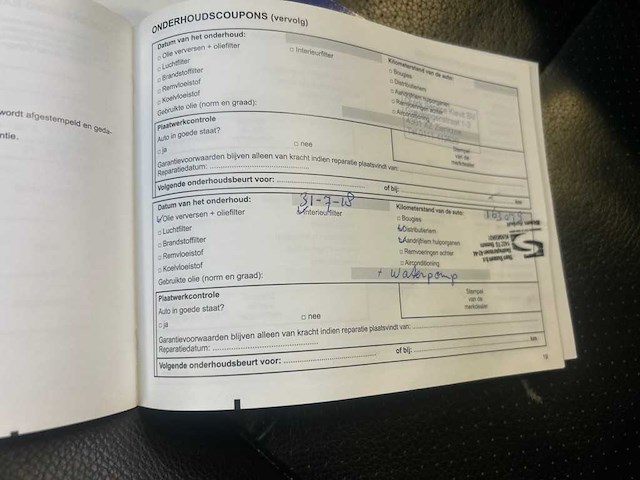 wordt afgestempeld en geda-
ntie.
ONDERHOUDSCOUPONS (vervolg)
Datum van het onderhoud:
Kilometerstand van de auto:
Olie verversen + oliefilter
Interieurfilter
Luchtfilter
Brandstoffilter
Remvloeistof
Koelvloeistof
Bougies
Distributieriem
Aandrijfriem hulporganen
Remvoeringen achter
Airconditioning
Gebruikte olie (norm en graad):
Plaatwerkcontrole
Auto in goede staat?
ja
nee
Stempel
van de
merkdealer
Garantievoorwaarden blijven alleen van kracht indien reparatie plaatsvindt van:
Reparatiedatum:
Volgende onderhoudsbeurt voor:
of bij:
km
Datum van het onderhoud:
31-7-18
Kilometerstand van de auto:
Olie verversen + oliefilter
Interieurfilter
Luchtfilter
Brandstoffilter
Remvloeistof
Koelvloeistof
Bougies
Distributieriem
Aandrijfriem hulporganen
Remvoeringen achter
Airconditioning
Gebruikte olie (norm en graad):
+ waterpomp
Plaatwerkcontrole
Auto in goede staat?
ja
nee
Stempel
van de
merkdealer
Garantievoorwaarden blijven alleen van kracht indien reparatie plaatsvindt van:
Reparatiedatum:
Volgende onderhoudsbeurt voor:
of bij:
km